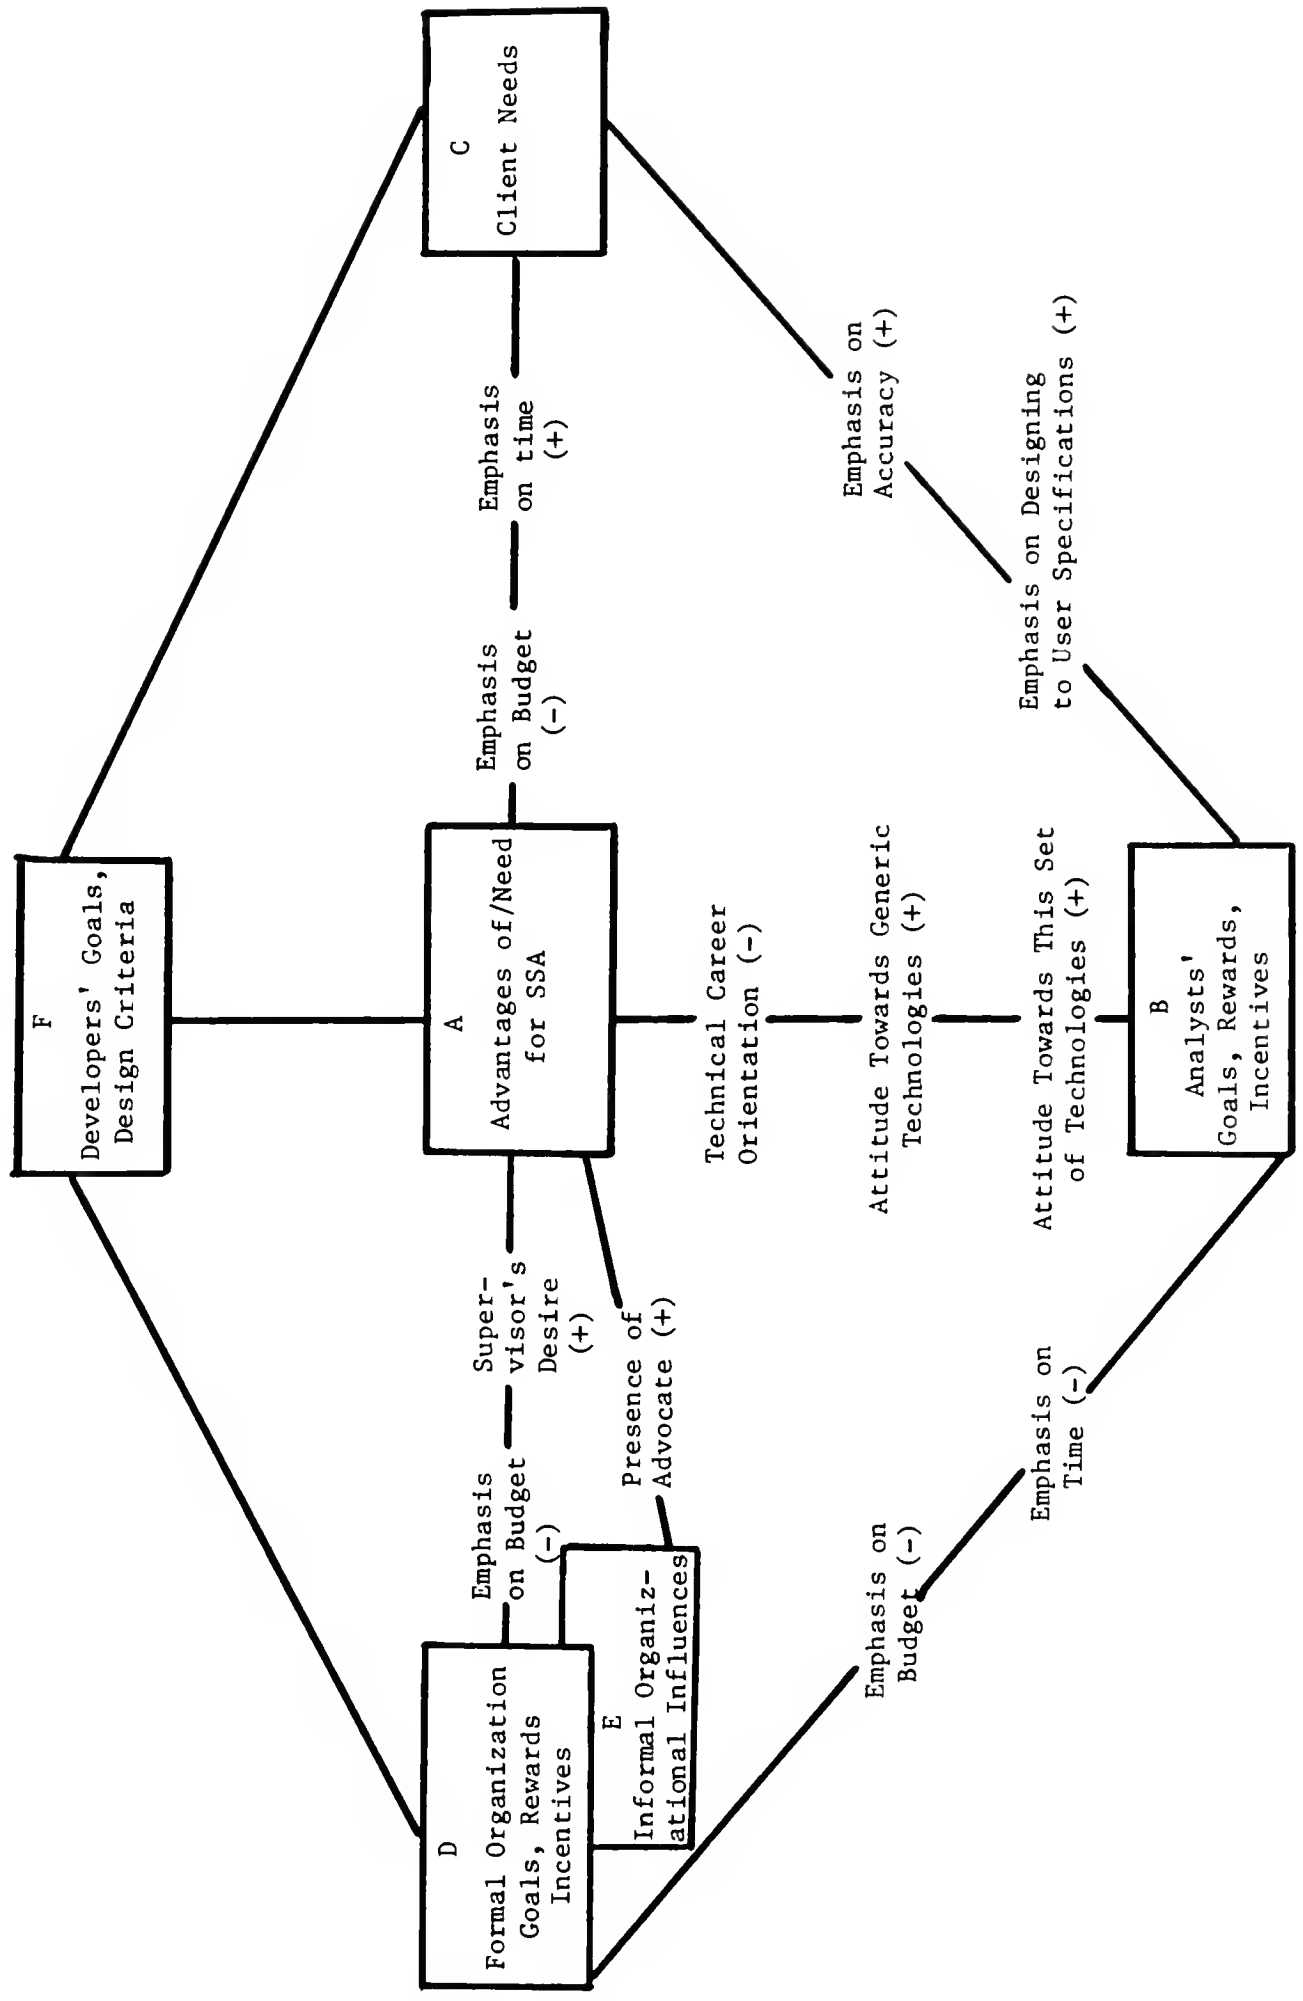 F
Developers' Goals,
Design Criteria
D
Formal Organization
Goals, Rewards
Incentives
Emphasis
on Budget
(-)
Super-
visor's
Desire
(+)
A
Advantages of/Need
for SSA
Emphasis
on Budget
(-)
Emphasis
on time
(+)
C
Client Needs
E
Informal Organiz-
ational Influences
Presence of
Advocate (+)
Technical Career
Orientation (-)
Attitude Towards Generic
Technologies (+)
Attitude Towards This Set
of Technologies (+)
Emphasis on
Budget (-)
Emphasis on
Time (-)
Emphasis on
Accuracy (+)
Emphasis on Designing
to User Specifications (+)
B
Analysts'
Goals, Rewards,
Incentives